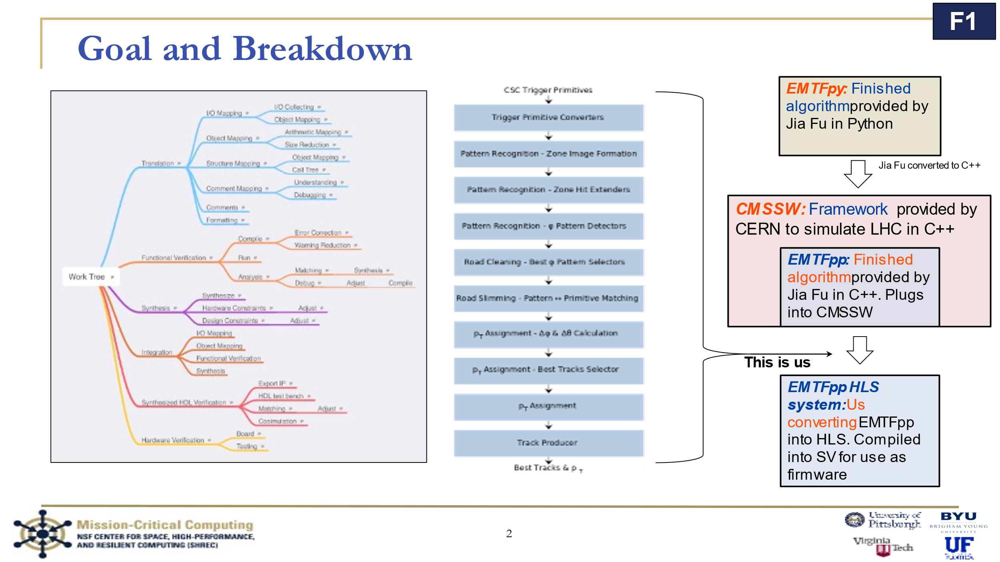 F1
Goal and Breakdown
Work Tree
Translation
I/O Mapping
I/O Collecting
Object Mapping
Object Mapping
Arithmetic Mapping
Size Reduction
Structure Mapping
Object Mapping
Call Tree
Comment Mapping
Understanding
Debugging
Comments
Formatting
Functional Verification
Compile
Error Correction
Warning Reduction
Run
Analysis
Matching Synthesis
Debug Adjust Compile
Synthesis
Synthesize
Hardware Constraints Adjust
Design Constraints Adjust
Integration
I/O Mapping
Object Mapping
Functional Verification
Synthesis
Synthesized HDL Verification
Export IP
HDL test bench
Matching Adjust
Cosimulation
Hardware Verification
Board
Testing
CSC Trigger Primitives
Trigger Primitive Converters
Pattern Recognition - Zone Image Formation
Pattern Recognition - Zone Hit Extenders
Pattern Recognition - φ Pattern Detectors
Road Cleaning - Best φ Pattern Selectors
Road Slimming - Pattern ↔ Primitive Matching
pT Assignment - Δφ & Δθ Calculation
pT Assignment - Best Tracks Selector
pT Assignment
Track Producer
Best Tracks & p T
This is us
EMTFpy: Finished
algorithmprovided by
Jia Fu in Python
Jia Fu converted to C++
CMSSW: Framework provided by
CERN to simulate LHC in C++
EMTFpp: Finished
algorithmprovided by
Jia Fu in C++. Plugs
into CMSSW
EMTFpp HLS
system:Us
converting EMTFpp
into HLS. Compiled
into SV for use as
firmware
Mission-Critical Computing
NSF CENTER FOR SPACE, HIGH-PERFORMANCE,
AND RESILIENT COMPUTING (SHREC)
2
University of
Pittsburgh
BYU
BRIGHAM YOUNG
UNIVERSITY
Virginia
Tech
UF
FLORIDA